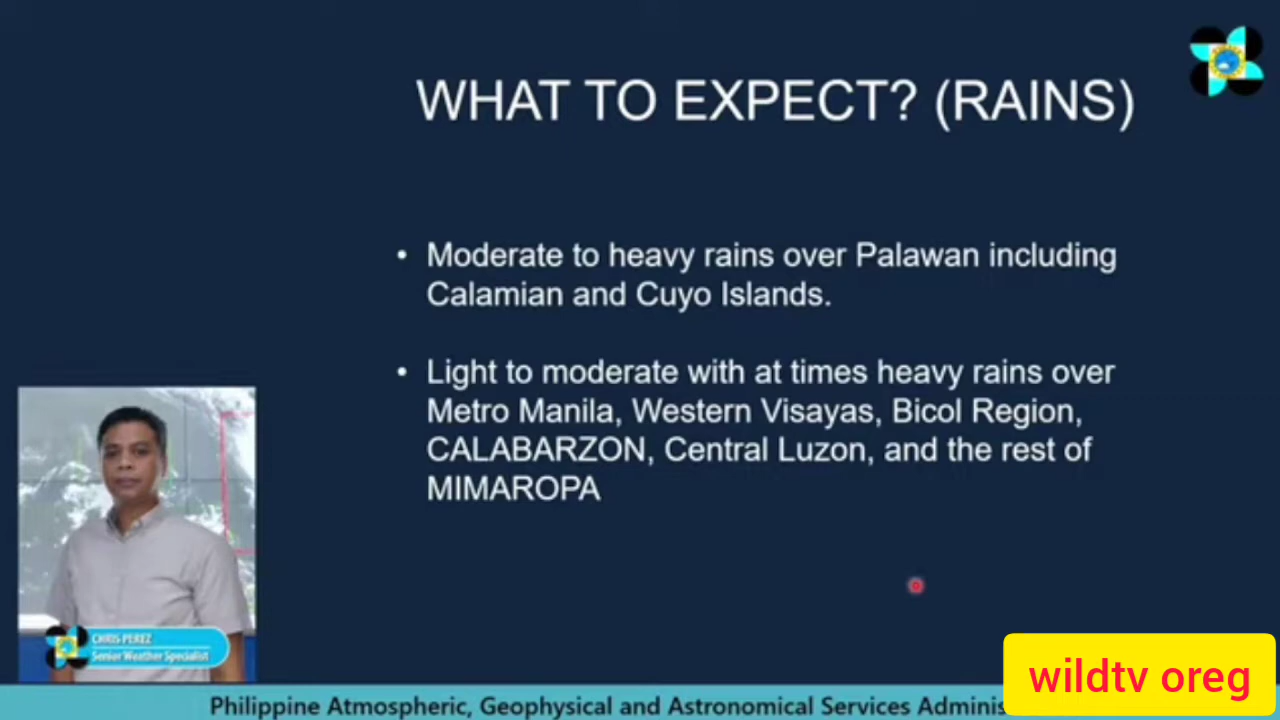 WHAT TO EXPECT? (RAINS)
• Moderate to heavy rains over Palawan including
Calamian and Cuyo Islands.
• Light to moderate with at times heavy rains over
Metro Manila, Western Visayas, Bicol Region,
CALABARZON, Central Luzon, and the rest of
MIMAROPA
CHRIS PEREZ
Senior Weather Specialist
Philippine Atmospheric, Geophysical and Astronomical Services Adminis
wildtv oreg